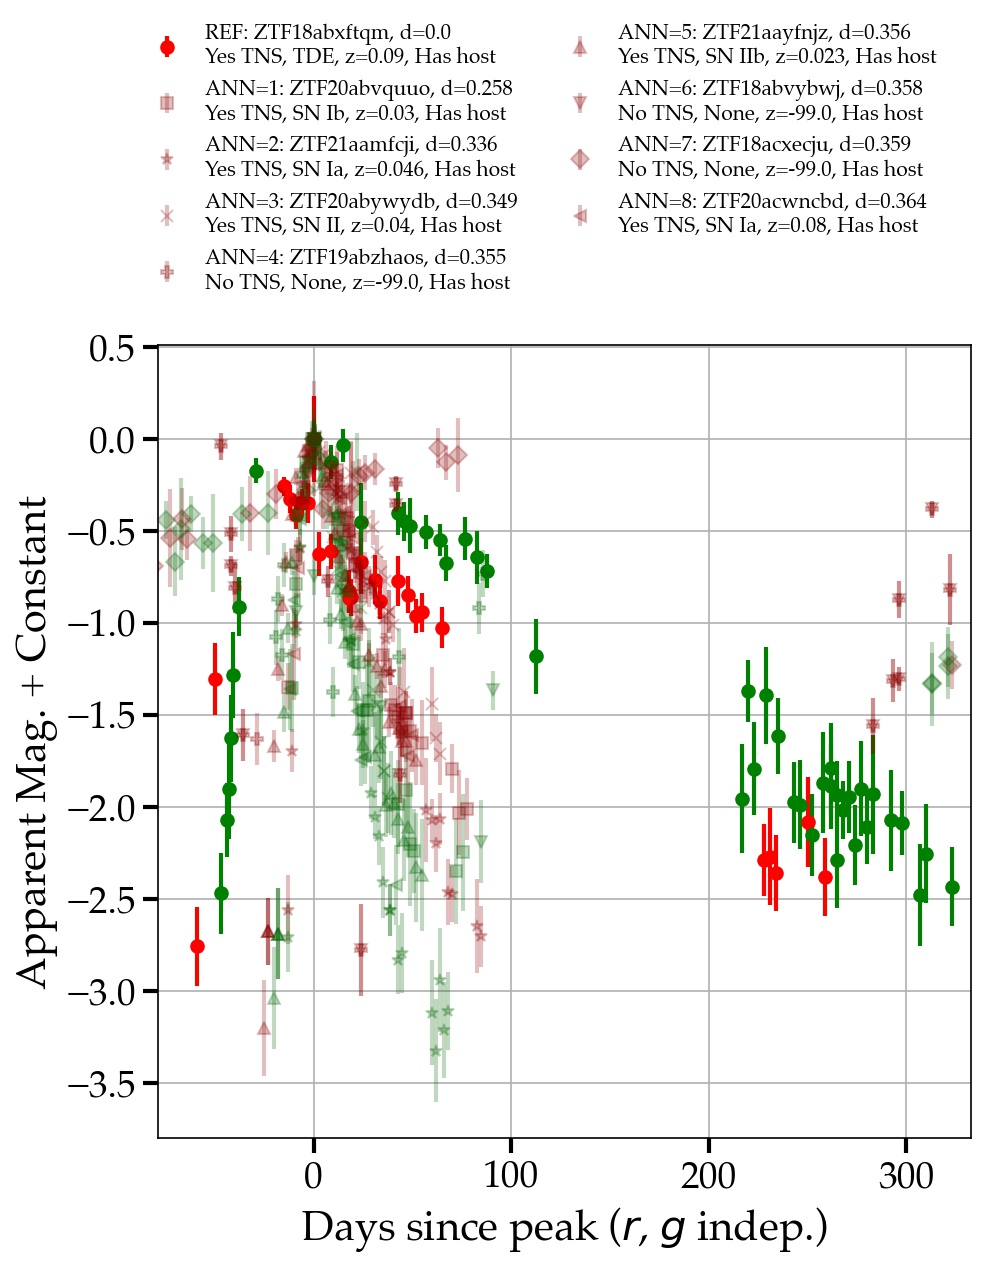 REF: ZTF18abxftqm, d=0.0
Yes TNS, TDE, z=0.09, Has host
ANN=1: ZTF20abvquuo, d=0.258
Yes TNS, SN Ib, z=0.03, Has host
ANN=2: ZTF21aamfcji, d=0.336
Yes TNS, SN Ia, z=0.046, Has host
ANN=3: ZTF20abywydb, d=0.349
Yes TNS, SN II, z=0.04, Has host
ANN=4: ZTF19abzhaos, d=0.355
No TNS, None, z=-99.0, Has host
ANN=5: ZTF21aayfnjz, d=0.356
Yes TNS, SN IIb, z=0.023, Has host
ANN=6: ZTF18abvybwj, d=0.358
No TNS, None, z=-99.0, Has host
ANN=7: ZTF18acxecju, d=0.359
No TNS, None, z=-99.0, Has host
ANN=8: ZTF20acwncbd, d=0.364
Yes TNS, SN Ia, z=0.08, Has host
Apparent Mag. + Constant
0.5
0.0
−0.5
−1.0
−1.5
−2.0
−2.5
−3.0
−3.5
0
100
200
300
Days since peak (r, g indep.)